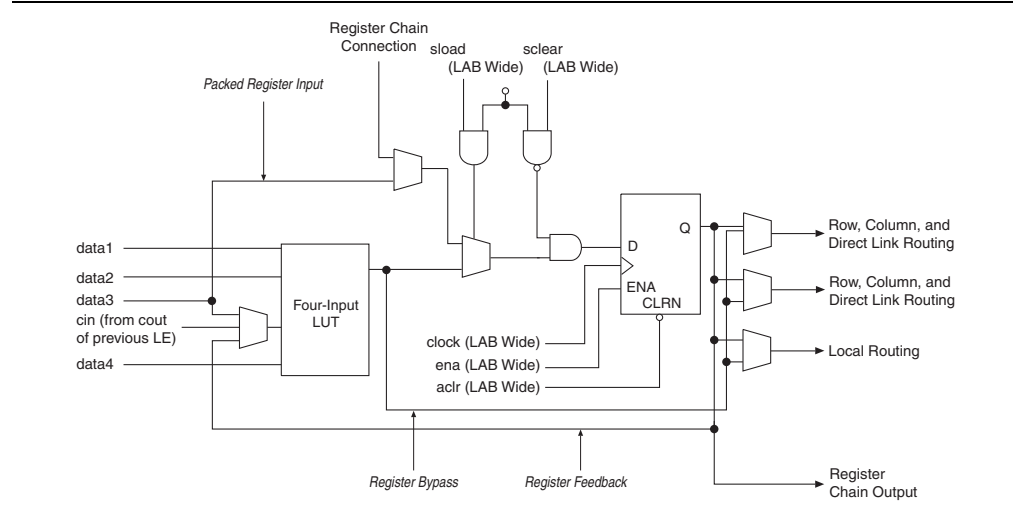 Register Chain
Connection
sload
(LAB Wide)
sclear
(LAB Wide)
Packed Register Input
data1
data2
data3
cin (from cout
of previous LE)
data4
Four-Input
LUT
D
Q
ENA
CLRN
clock (LAB Wide)
ena (LAB Wide)
aclr (LAB Wide)
Row, Column, and
Direct Link Routing
Row, Column, and
Direct Link Routing
Local Routing
Register Bypass
Register Feedback
Register
Chain Output